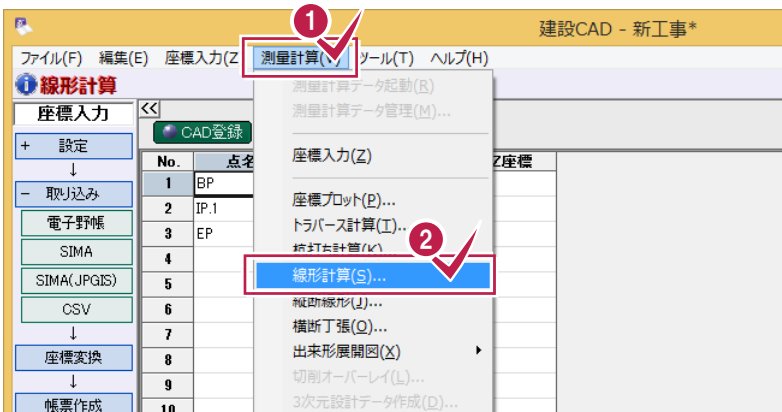 建設CAD - 新工事*
ファイル(F) 編集(E) 座標入力(Z 測量計算( ツール(T) ヘルプ(H)
1
線形計算
座標入力
<<
CAD登録
+ 設定
↓
- 取り込み
電子野帳
SIMA
SIMA(JPGIS)
CSV
↓
座標変換
↓
帳票作成
No. 点名 Z座標
1 BP
2 IP.1
3 EP
4
5
6
7
8
9
10
測量計算データ起動(R)
測量計算データ管理(M)...
座標入力(Z)
座標プロット(P)...
トラバース計算(T)...
杭打ち計算(K)
2
線形計算(S)...
縦断線形(J)...
横断丁張(O)...
出来形展開図(X)
切削オーバーレイ(L)...
3次元設計データ作成(D)...